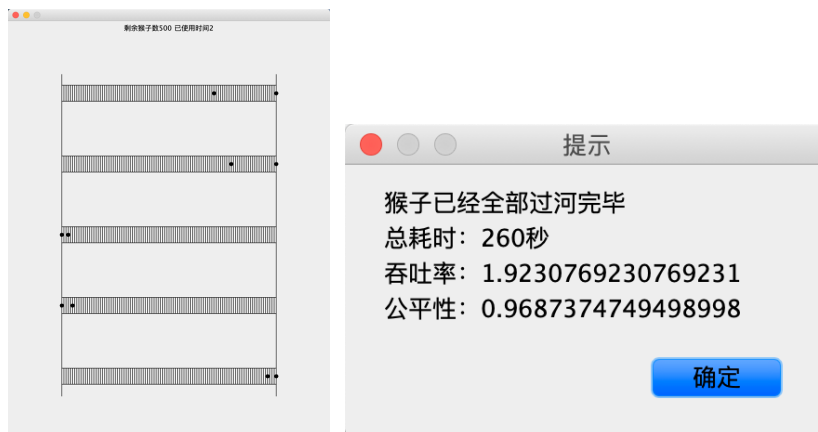 剩余猴子数500 已使用时间2
提示
猴子已经全部过河完毕
总耗时：260秒
吞吐率：1.9230769230769231
公平性：0.9687374749498998
确定